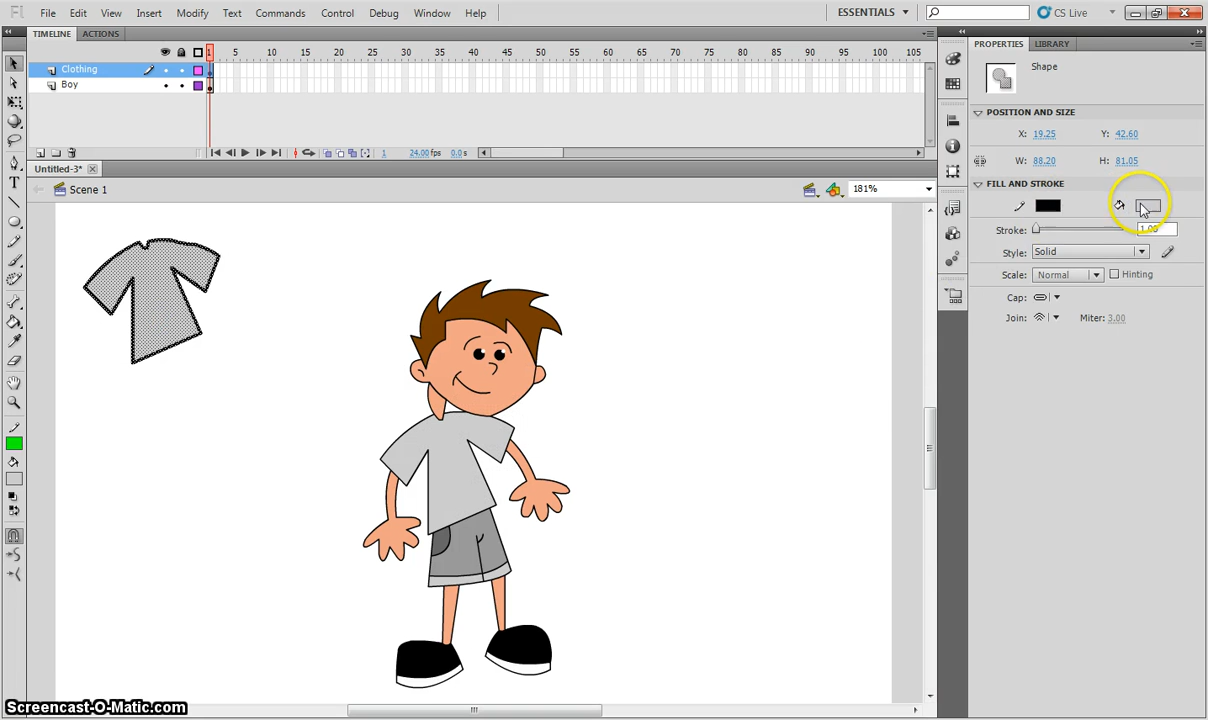 Fl File Edit View Insert Modify Text Commands Control Debug Window Help ESSENTIALS CS Live
TIMELINE ACTIONS
1 5 10 15 20 25 30 35 40 45 50 55 60 65 70 75 80 85 90 95 100 105
Clothing
Boy
1 24.00fps 0.0s
Untitled-3*
Scene 1 181%
PROPERTIES LIBRARY
Shape
POSITION AND SIZE
X: 19.25 Y: 42.60
W: 88.20 H: 81.05
FILL AND STROKE
Stroke: 1.00
Style: Solid
Scale: Normal Hinting
Cap:
Join: Miter: 3.00
Screencast-O-Matic.com